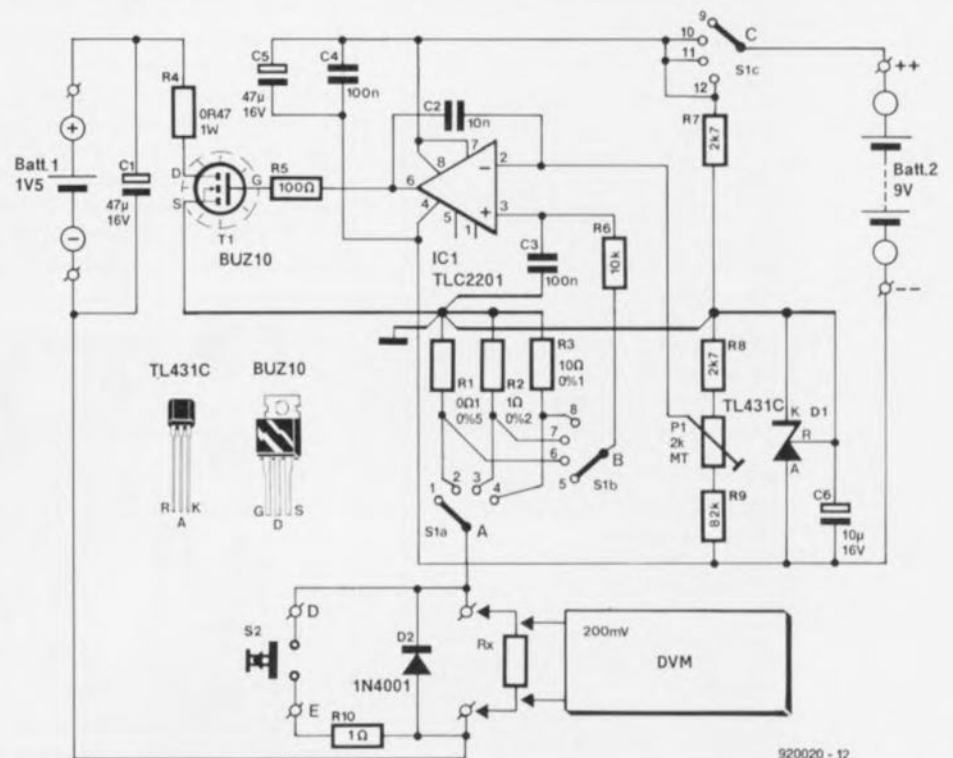 9
10
C
11
S1c
12
++
R4
C5
C4
47µ
16V
100n
C2
10n
0R47
1W
R7
2k7
Batt.1
1V5
C1
47µ
16V
D
S
G
T1
BUZ10
R5
100Ω
7
8
6
4
5
1
–
+
2
3
IC1
TLC2201
C3
100n
R6
10k
Batt.2
9V
--
TL431C
BUZ10
R A K
G D S
R1
0Ω1
0%5
R2
1Ω
0%2
R3
10Ω
0%1
8
7
6
5
B
S1b
1
2
3
4
S1a
A
R8
2k7
TL431C
P1
2k
MT
R9
82k
K
D1
R
A
C6
10µ
16V
D
S2
E
R10
1Ω
D2
1N4001
Rx
200mV
DVM
920020 - 12